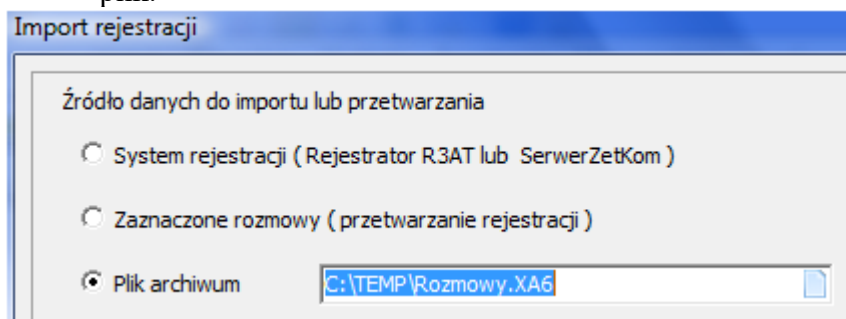 Import rejestracji
Źródło danych do importu lub przetwarzania
System rejestracji ( Rejestrator R3AT lub SerwerZetKom )
Zaznaczone rozmowy ( przetwarzanie rejestracji )
Plik archiwum C:\TEMP\Rozmowy.XA6